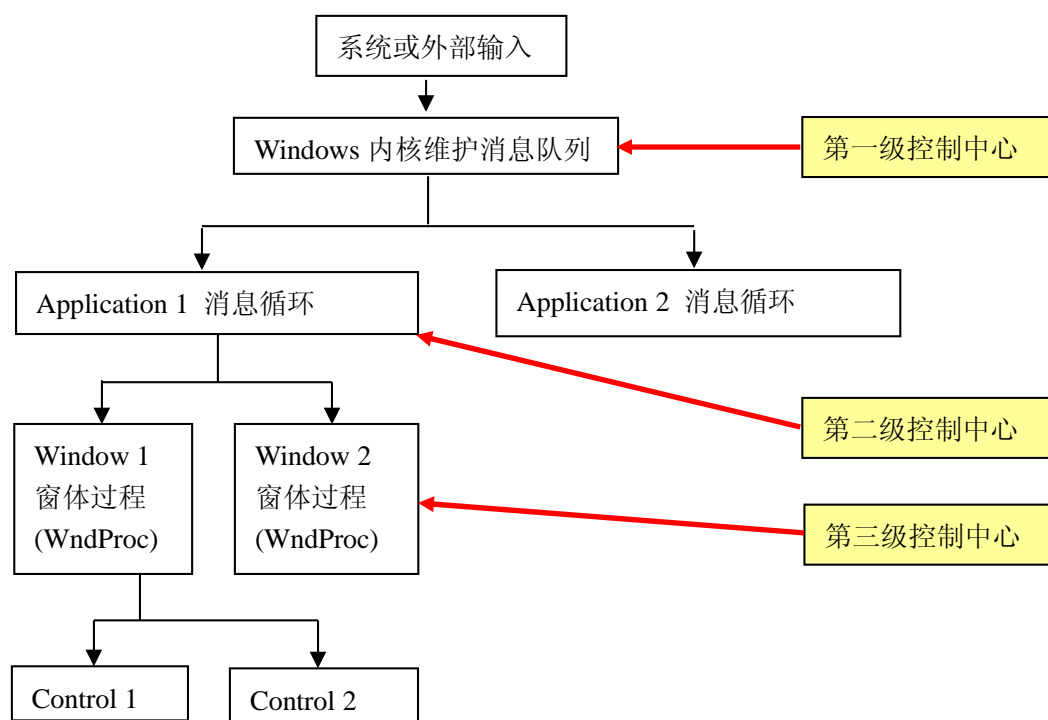 系统或外部输入
Windows 内核维护消息队列
第一级控制中心
Application 1 消息循环
Application 2 消息循环
第二级控制中心
Window 1
窗体过程
(WndProc)
Window 2
窗体过程
(WndProc)
第三级控制中心
Control 1
Control 2